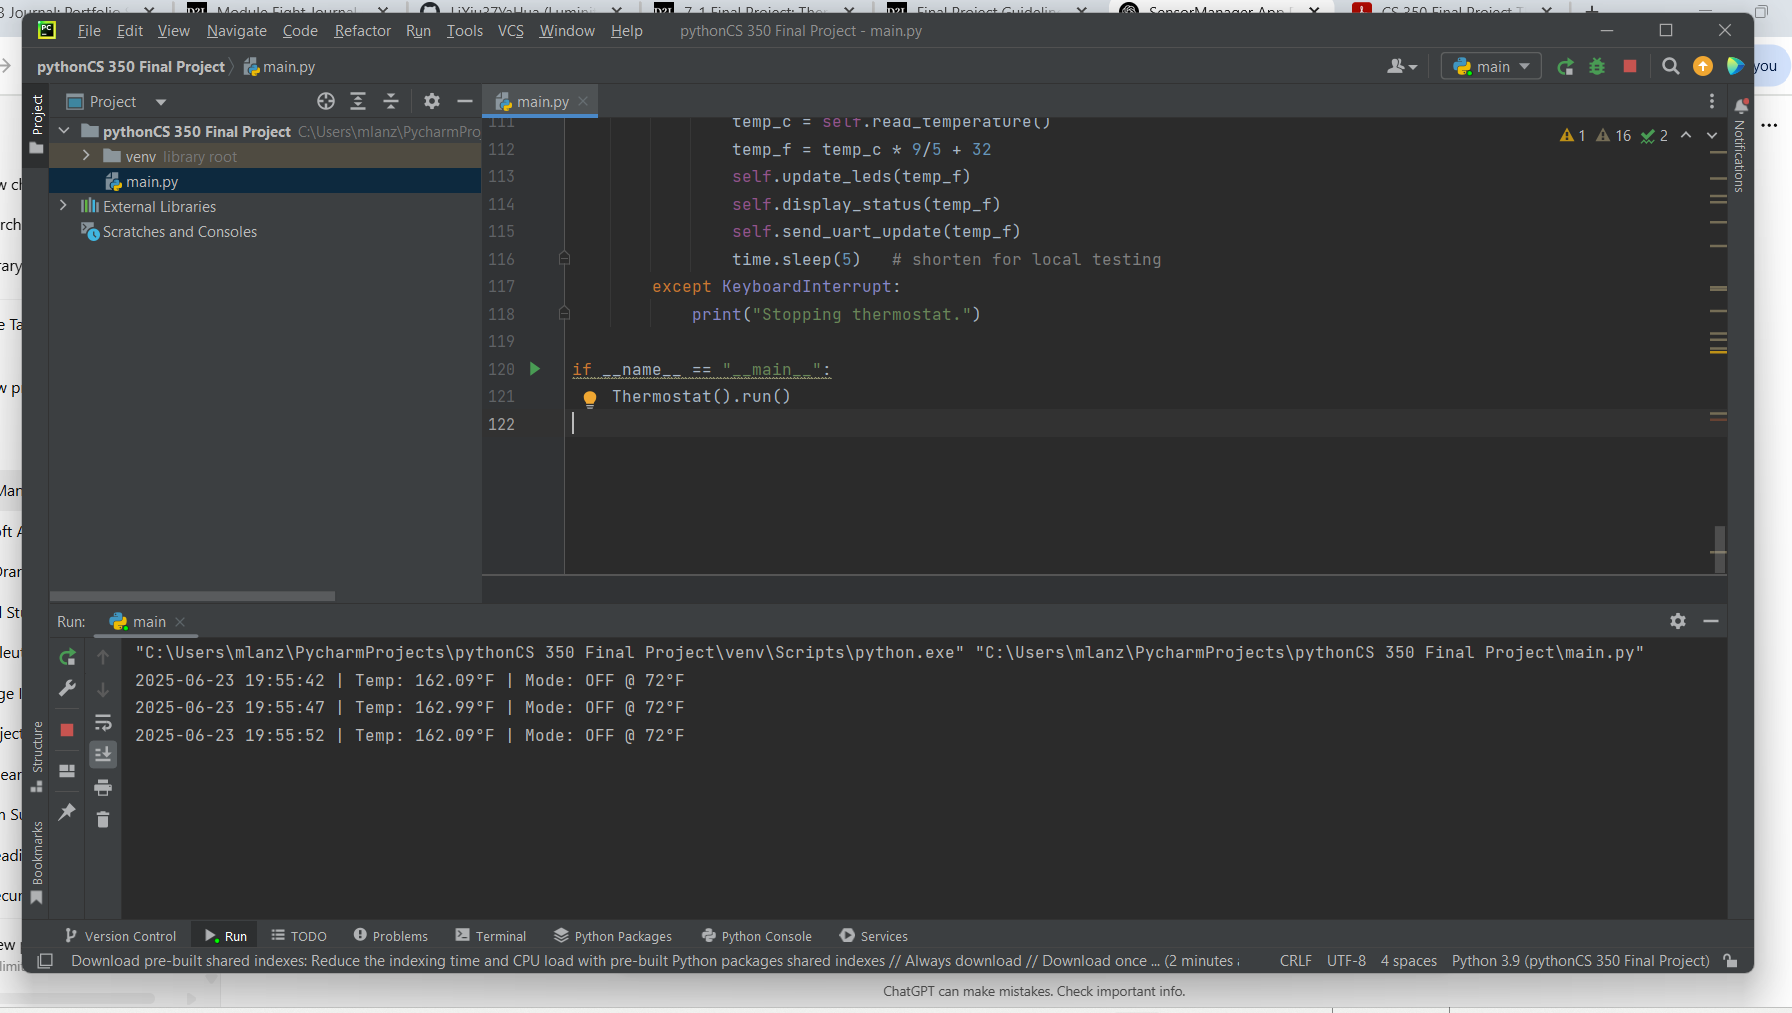 Module Eight Journal
7-1 Final Project: The
Final Project Guideli
SensorManager App
CS 350 Final Project T
File Edit View Navigate Code Refactor Run Tools VCS Window Help pythonCS 350 Final Project - main.py
pythonCS 350 Final Project main.py
main
you
Project
Project
main.py
pythonCS 350 Final Project C:\Users\mlanz\PycharmPro
venv library root
main.py
External Libraries
Scratches and Consoles
1 16 2
Notifications
111 temp_c = self.read_temperature()
112 temp_f = temp_c * 9/5 + 32
113 self.update_leds(temp_f)
114 self.display_status(temp_f)
115 self.send_uart_update(temp_f)
116 time.sleep(5) # shorten for local testing
117 except KeyboardInterrupt:
118 print("Stopping thermostat.")
119
120 if __name__ == "__main__":
121 Thermostat().run()
122
Run: main
"C:\Users\mlanz\PycharmProjects\pythonCS 350 Final Project\venv\Scripts\python.exe" "C:\Users\mlanz\PycharmProjects\pythonCS 350 Final Project\main.py"
2025-06-23 19:55:42 | Temp: 162.09°F | Mode: OFF @ 72°F
2025-06-23 19:55:47 | Temp: 162.99°F | Mode: OFF @ 72°F
2025-06-23 19:55:52 | Temp: 162.09°F | Mode: OFF @ 72°F
Structure
Bookmarks
Version Control Run TODO Problems Terminal Python Packages Python Console Services
Download pre-built shared indexes: Reduce the indexing time and CPU load with pre-built Python packages shared indexes // Always download // Download once ... (2 minutes CRLF UTF-8 4 spaces Python 3.9 (pythonCS 350 Final Project)
ChatGPT can make mistakes. Check important info.